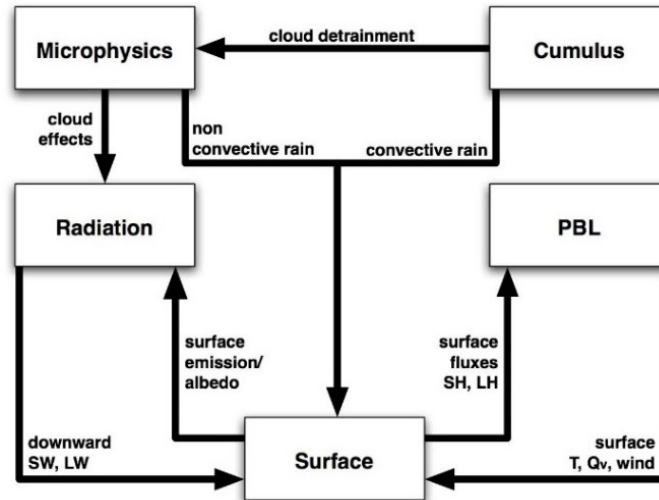 Microphysics
cloud detrainment
Cumulus
cloud
effects
non
convective rain
convective rain
Radiation
PBL
surface
emission/
albedo
surface
fluxes
SH, LH
downward
SW, LW
Surface
surface
T, Qv, wind